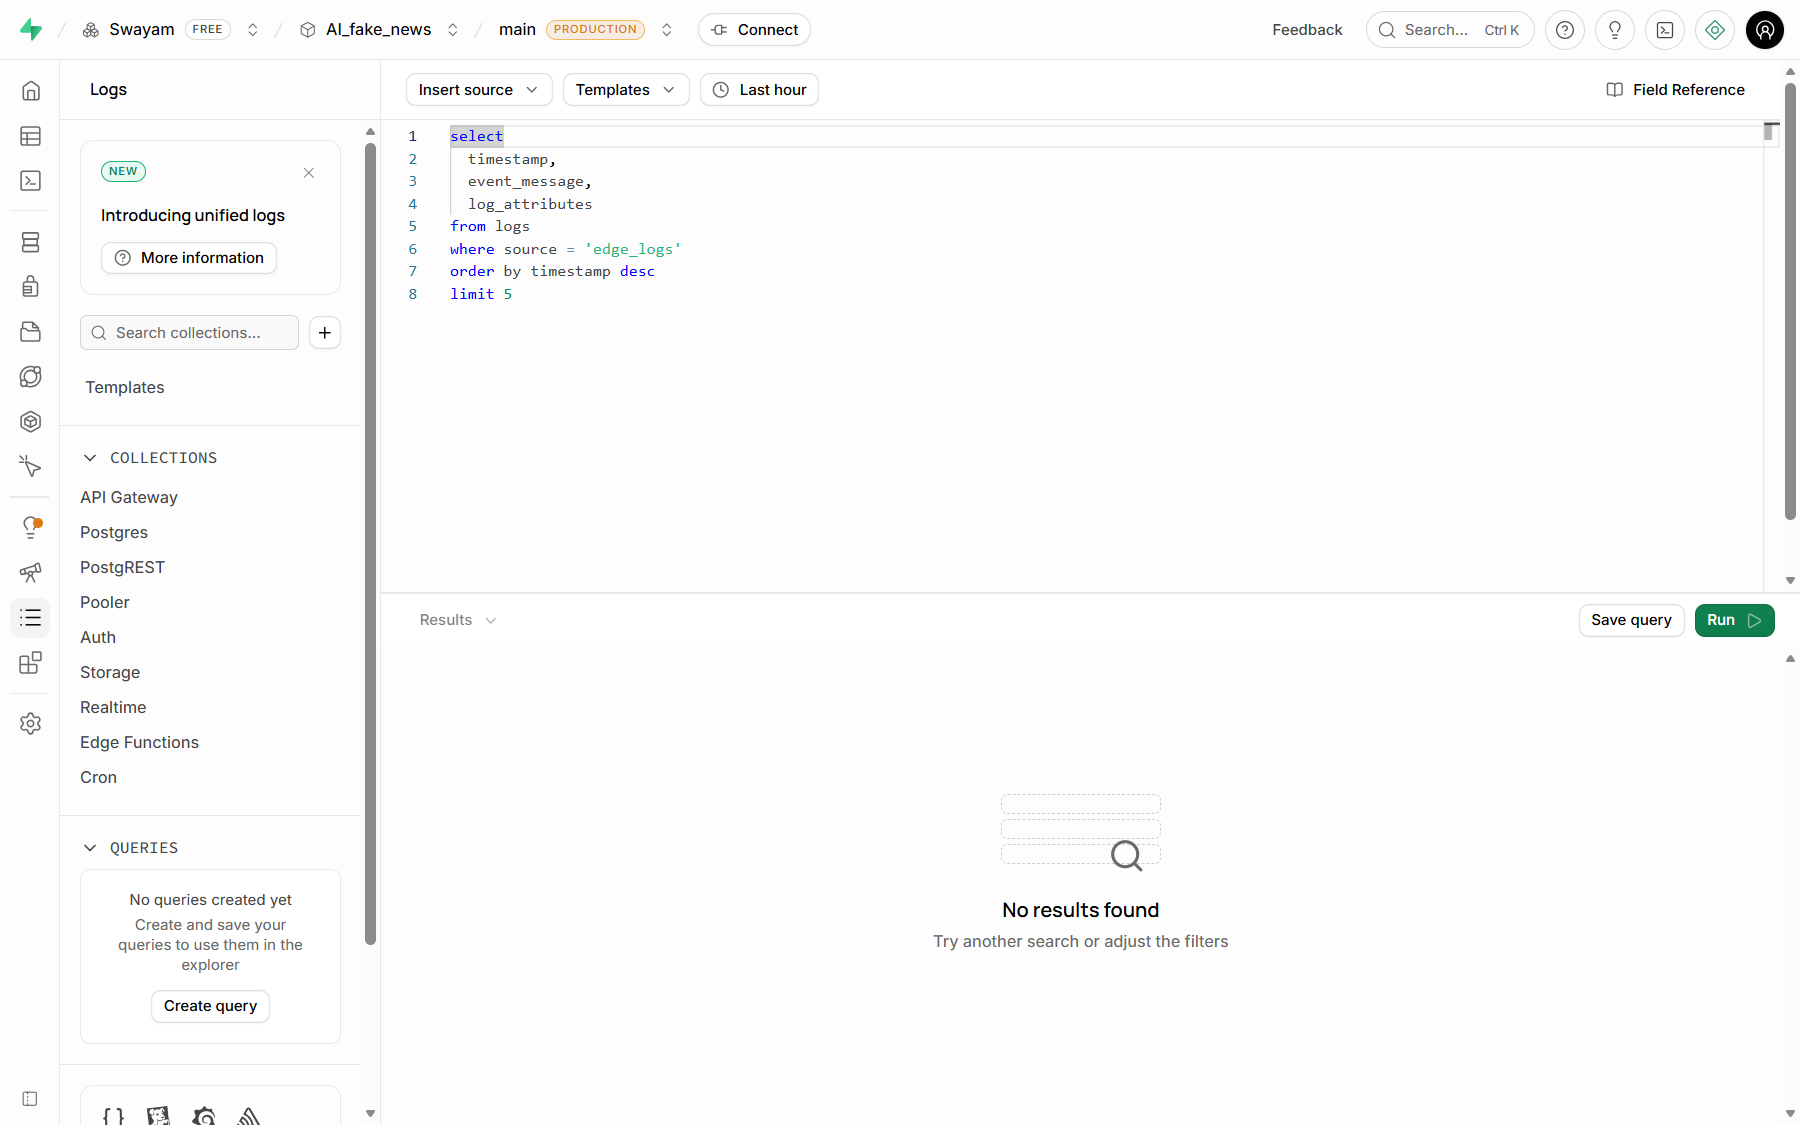 Swayam FREE
AI_fake_news
main PRODUCTION
Connect
Feedback
Search... Ctrl K
Logs
Insert source
Templates
Last hour
Field Reference
NEW
Introducing unified logs
More information
Search collections...
Templates
COLLECTIONS
API Gateway
Postgres
PostgREST
Pooler
Auth
Storage
Realtime
Edge Functions
Cron
QUERIES
No queries created yet
Create and save your
queries to use them in the
explorer
Create query
1 select
2 timestamp,
3 event_message,
4 log_attributes
5 from logs
6 where source = 'edge_logs'
7 order by timestamp desc
8 limit 5
Results
Save query
Run
No results found
Try another search or adjust the filters